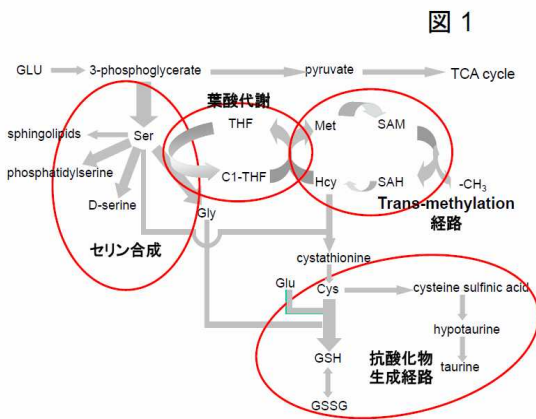 図 1
GLU
3-phosphoglycerate
pyruvate
TCA cycle
葉酸代謝
sphingolipids
Ser
THF
Met
SAM
phosphatidylserine
C1-THF
Hcy
SAH
-CH₃
D-serine
Gly
Trans-methylation
経路
セリン合成
cystathionine
Glu
Cys
cysteine sulfinic acid
hypotaurine
GSH
抗酸化物
生成経路
taurine
GSSG